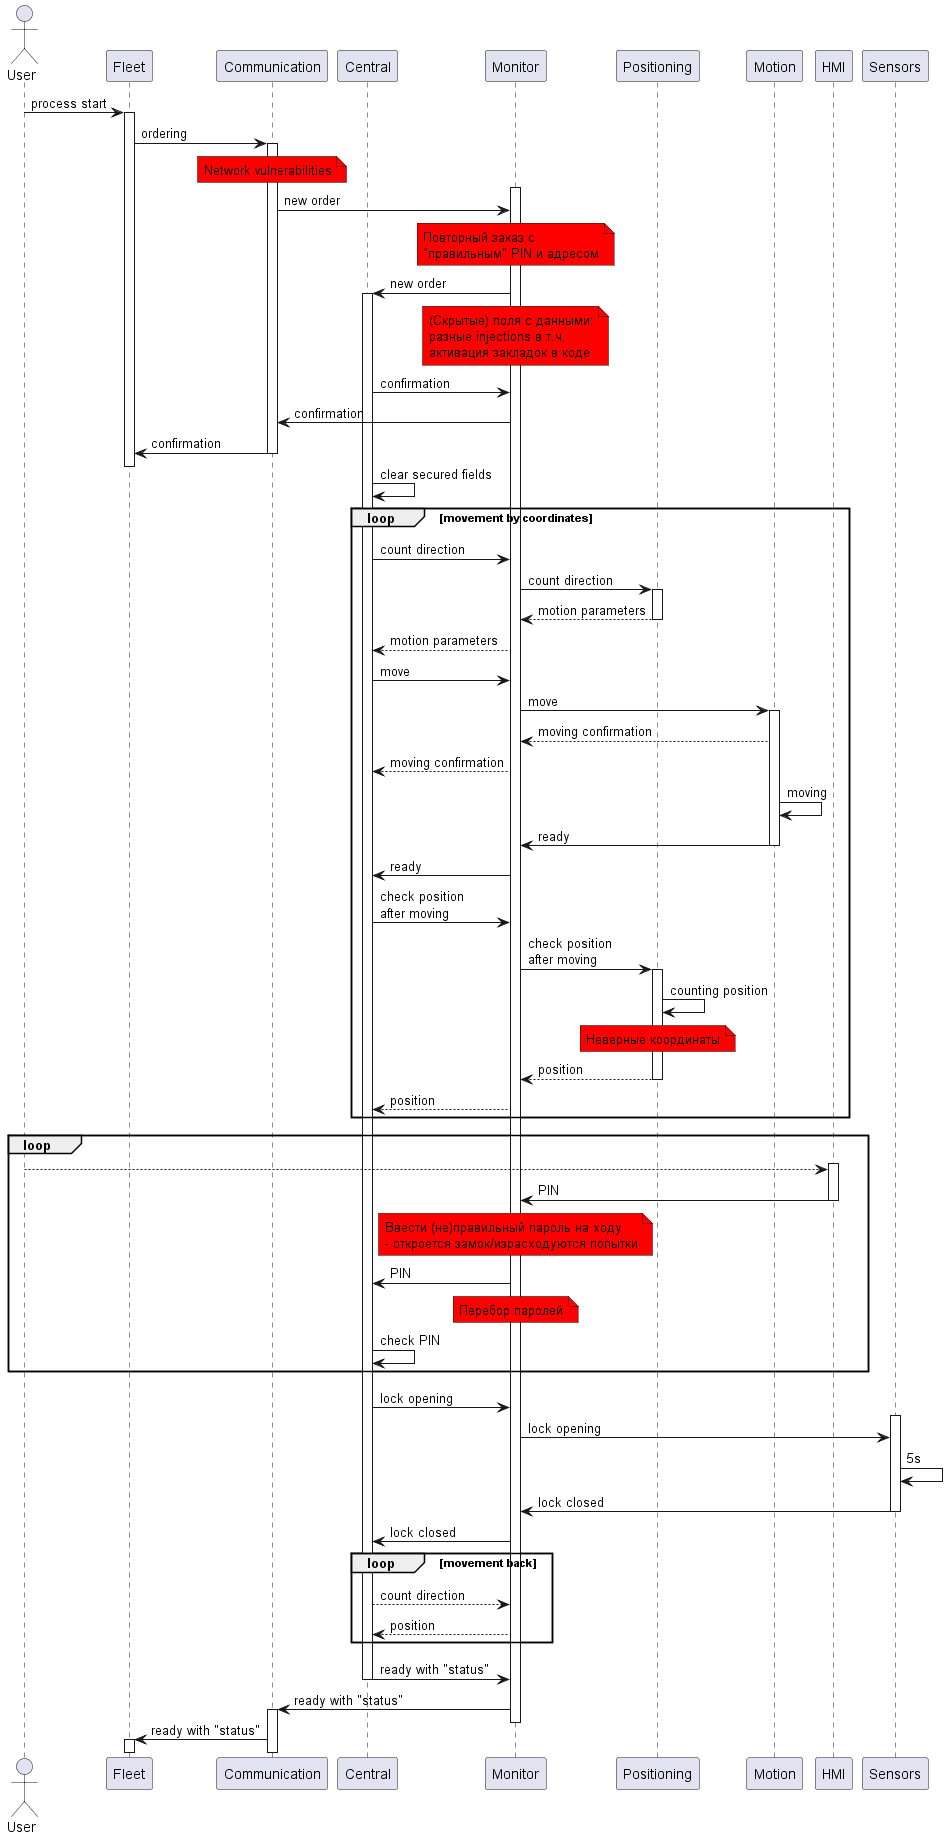 User
Fleet
Communication
Central
Monitor
Positioning
Motion
HMI
Sensors
process start
ordering
Network vulnerabilities
new order
Повторный заказ с
"правильным" PIN и адресом
new order
(Скрытые) поля с данными:
разные injections в т.ч.
активация закладок в коде
confirmation
confirmation
confirmation
clear secured fields
loop [movement by coordinates]
count direction
count direction
motion parameters
motion parameters
move
move
moving confirmation
moving confirmation
moving
ready
ready
check position
after moving
check position
after moving
counting position
Неверные координаты
position
position
loop
PIN
Ввести (не)правильный пароль на ходу
- откроется замок/израсходуются попытки
PIN
Перебор паролей
check PIN
lock opening
lock opening
5s
lock closed
lock closed
loop [movement back]
count direction
position
ready with "status"
ready with "status"
ready with "status"
User
Fleet
Communication
Central
Monitor
Positioning
Motion
HMI
Sensors